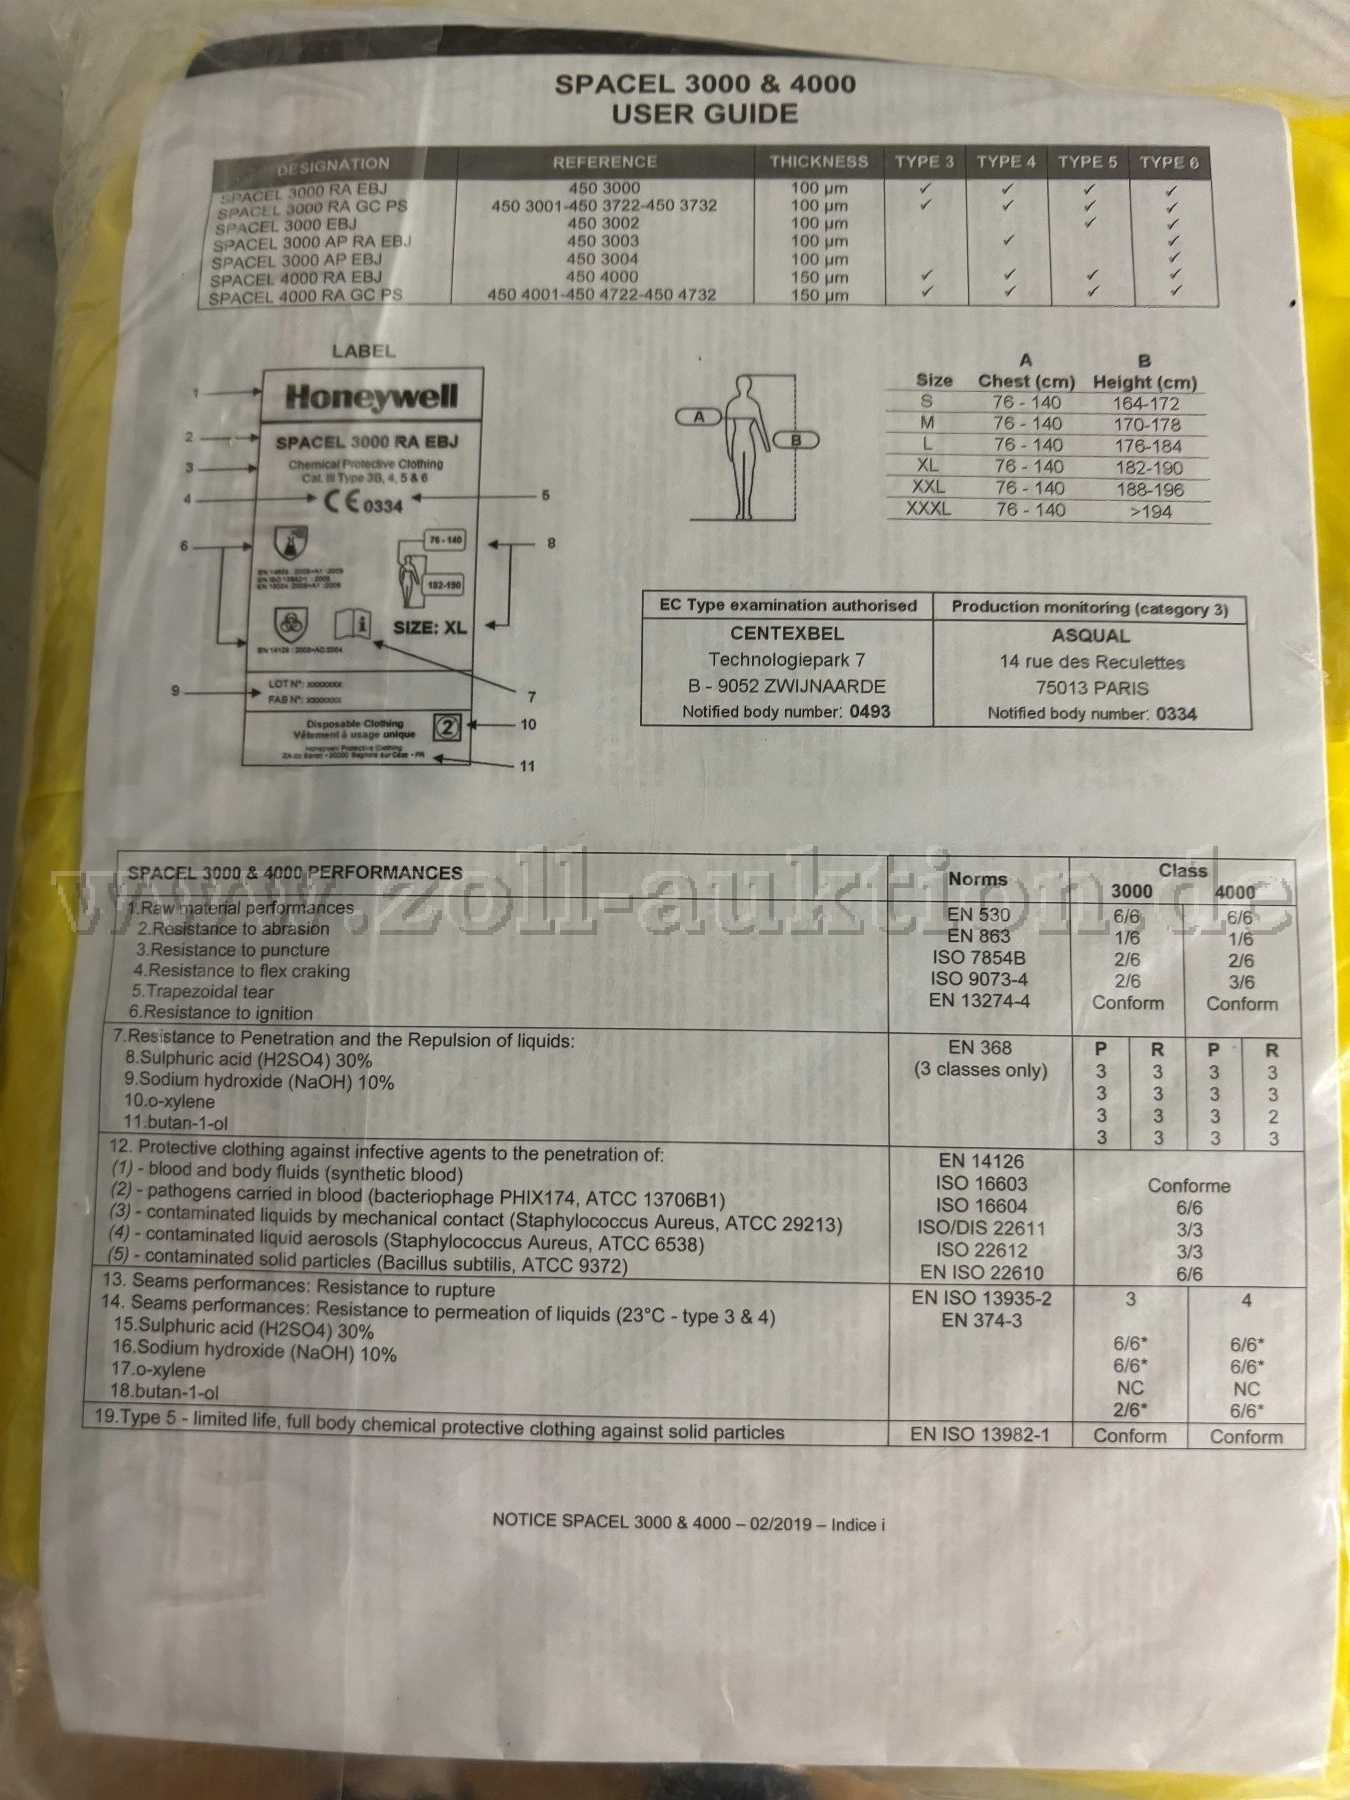 SPACEL 3000 & 4000
USER GUIDE
DESIGNATION REFERENCE THICKNESS TYPE 3 TYPE 4 TYPE 5 TYPE 6
SPACEL 3000 RA EBJ 450 3000 100 µm ✓ ✓ ✓ ✓
SPACEL 3000 RA GC PS 450 3001-450 3722-450 3732 100 µm ✓ ✓ ✓ ✓
SPACEL 3000 EBJ 450 3002 100 µm ✓ ✓
SPACEL 3000 AP RA EBJ 450 3003 100 µm ✓ ✓
SPACEL 3000 AP EBJ 450 3004 100 µm ✓
SPACEL 4000 RA EBJ 450 4000 150 µm ✓ ✓ ✓ ✓
SPACEL 4000 RA GC PS 450 4001-450 4722-450 4732 150 µm ✓ ✓ ✓ ✓
LABEL
1 Honeywell
2 SPACEL 3000 RA EBJ
3 Chemical Protective Clothing
Cat. III Type 3B, 4, 5 & 6
4 CE 0334 5
6 76 - 140 8
182-190
i SIZE: XL
EN 14126 : 2003+AC:2004
9 LOT N°: XXXXXXXX
FAB N°: XXXXXXXX
7
Disposable Clothing
Vêtement à usage unique
2 10
Honeywell Protective Clothing
11
A
B
A B
Size Chest (cm) Height (cm)
S 76 - 140 164-172
M 76 - 140 170-178
L 76 - 140 176-184
XL 76 - 140 182-190
XXL 76 - 140 188-196
XXXL 76 - 140 >194
EC Type examination authorised Production monitoring (category 3)
CENTEXBEL ASQUAL
Technologiepark 7 14 rue des Reculettes
B - 9052 ZWIJNAARDE 75013 PARIS
Notified body number: 0493 Notified body number: 0334
www.zoll-auktion.de
SPACEL 3000 & 4000 PERFORMANCES Norms Class
3000 4000
1.Raw material performances EN 530 6/6 6/6
2.Resistance to abrasion EN 863 1/6 1/6
3.Resistance to puncture ISO 7854B 2/6 2/6
4.Resistance to flex craking ISO 9073-4 2/6 3/6
5.Trapezoidal tear EN 13274-4 Conform Conform
6.Resistance to ignition
7.Resistance to Penetration and the Repulsion of liquids: EN 368 P R P R
8.Sulphuric acid (H2SO4) 30% (3 classes only) 3 3 3 3
9.Sodium hydroxide (NaOH) 10% 3 3 3 3
10.o-xylene 3 3 3 2
11.butan-1-ol 3 3 3 3
12. Protective clothing against infective agents to the penetration of: EN 14126
(1) - blood and body fluids (synthetic blood) ISO 16603 Conforme
(2) - pathogens carried in blood (bacteriophage PHIX174, ATCC 13706B1) ISO 16604 6/6
(3) - contaminated liquids by mechanical contact (Staphylococcus Aureus, ATCC 29213) ISO/DIS 22611 3/3
(4) - contaminated liquid aerosols (Staphylococcus Aureus, ATCC 6538) ISO 22612 3/3
(5) - contaminated solid particles (Bacillus subtilis, ATCC 9372) EN ISO 22610 6/6
13. Seams performances: Resistance to rupture EN ISO 13935-2 3 4
14. Seams performances: Resistance to permeation of liquids (23°C - type 3 & 4) EN 374-3
15.Sulphuric acid (H2SO4) 30% 6/6* 6/6*
16.Sodium hydroxide (NaOH) 10% 6/6* 6/6*
17.o-xylene NC NC
18.butan-1-ol 2/6* 6/6*
19.Type 5 - limited life, full body chemical protective clothing against solid particles EN ISO 13982-1 Conform Conform
NOTICE SPACEL 3000 & 4000 – 02/2019 – Indice i